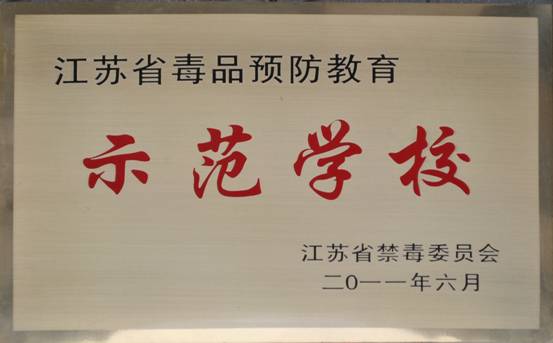 江苏省毒品预防教育
示范学校
江苏省禁毒委员会
二〇一一年六月